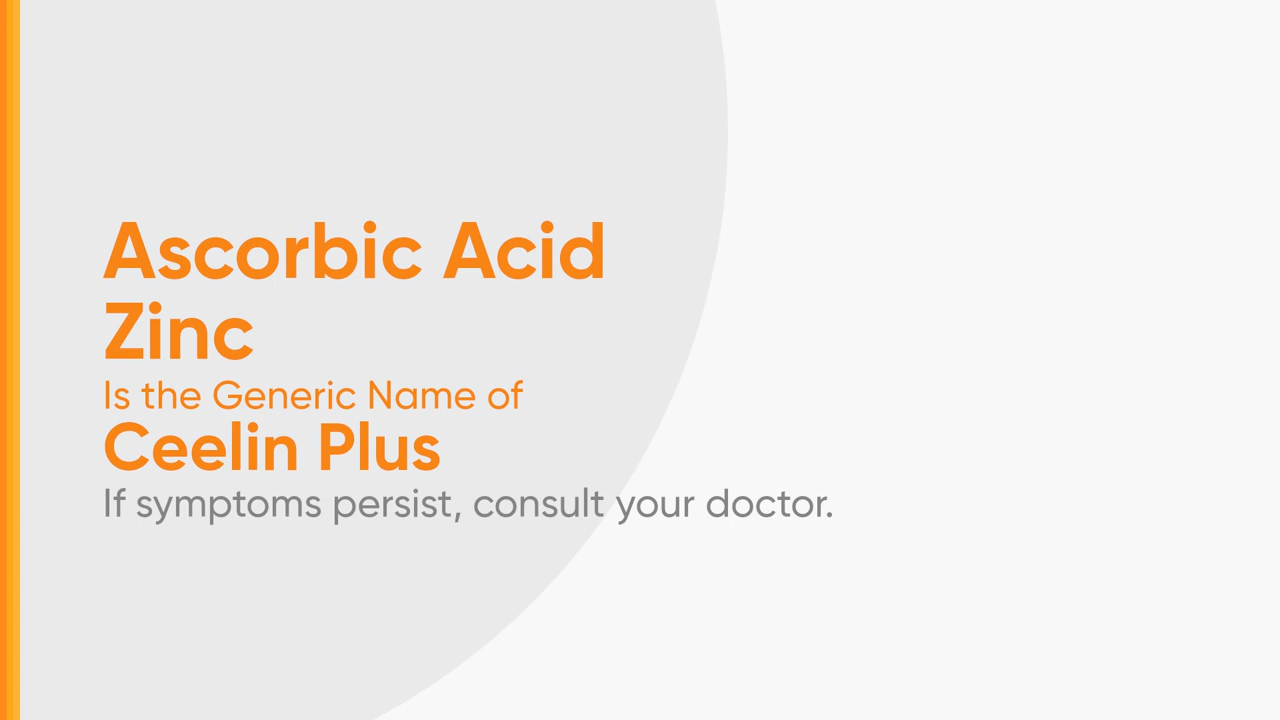 Ascorbic Acid
Zinc
Is the Generic Name of
Ceelin Plus
If symptoms persist, consult your doctor.